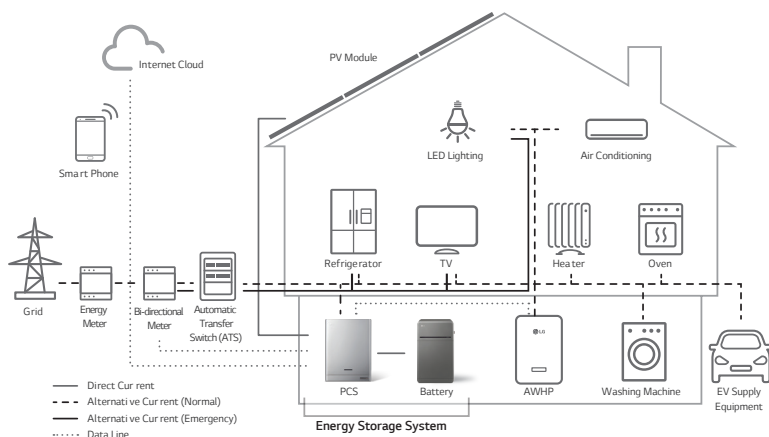 Internet Cloud
PV Module
Smart Phone
LED Lighting
Air Conditioning
Refrigerator
TV
Heater
Oven
Grid
Energy
Meter
Bi-directional
Meter
Automatic
Transfer
Switch (ATS)
LG
PCS
Battery
AWHP
Washing Machine
EV Supply
Equipment
Direct Current
Alternative Current (Normal)
Alternative Current (Emergency)
Data Line
Energy Storage System